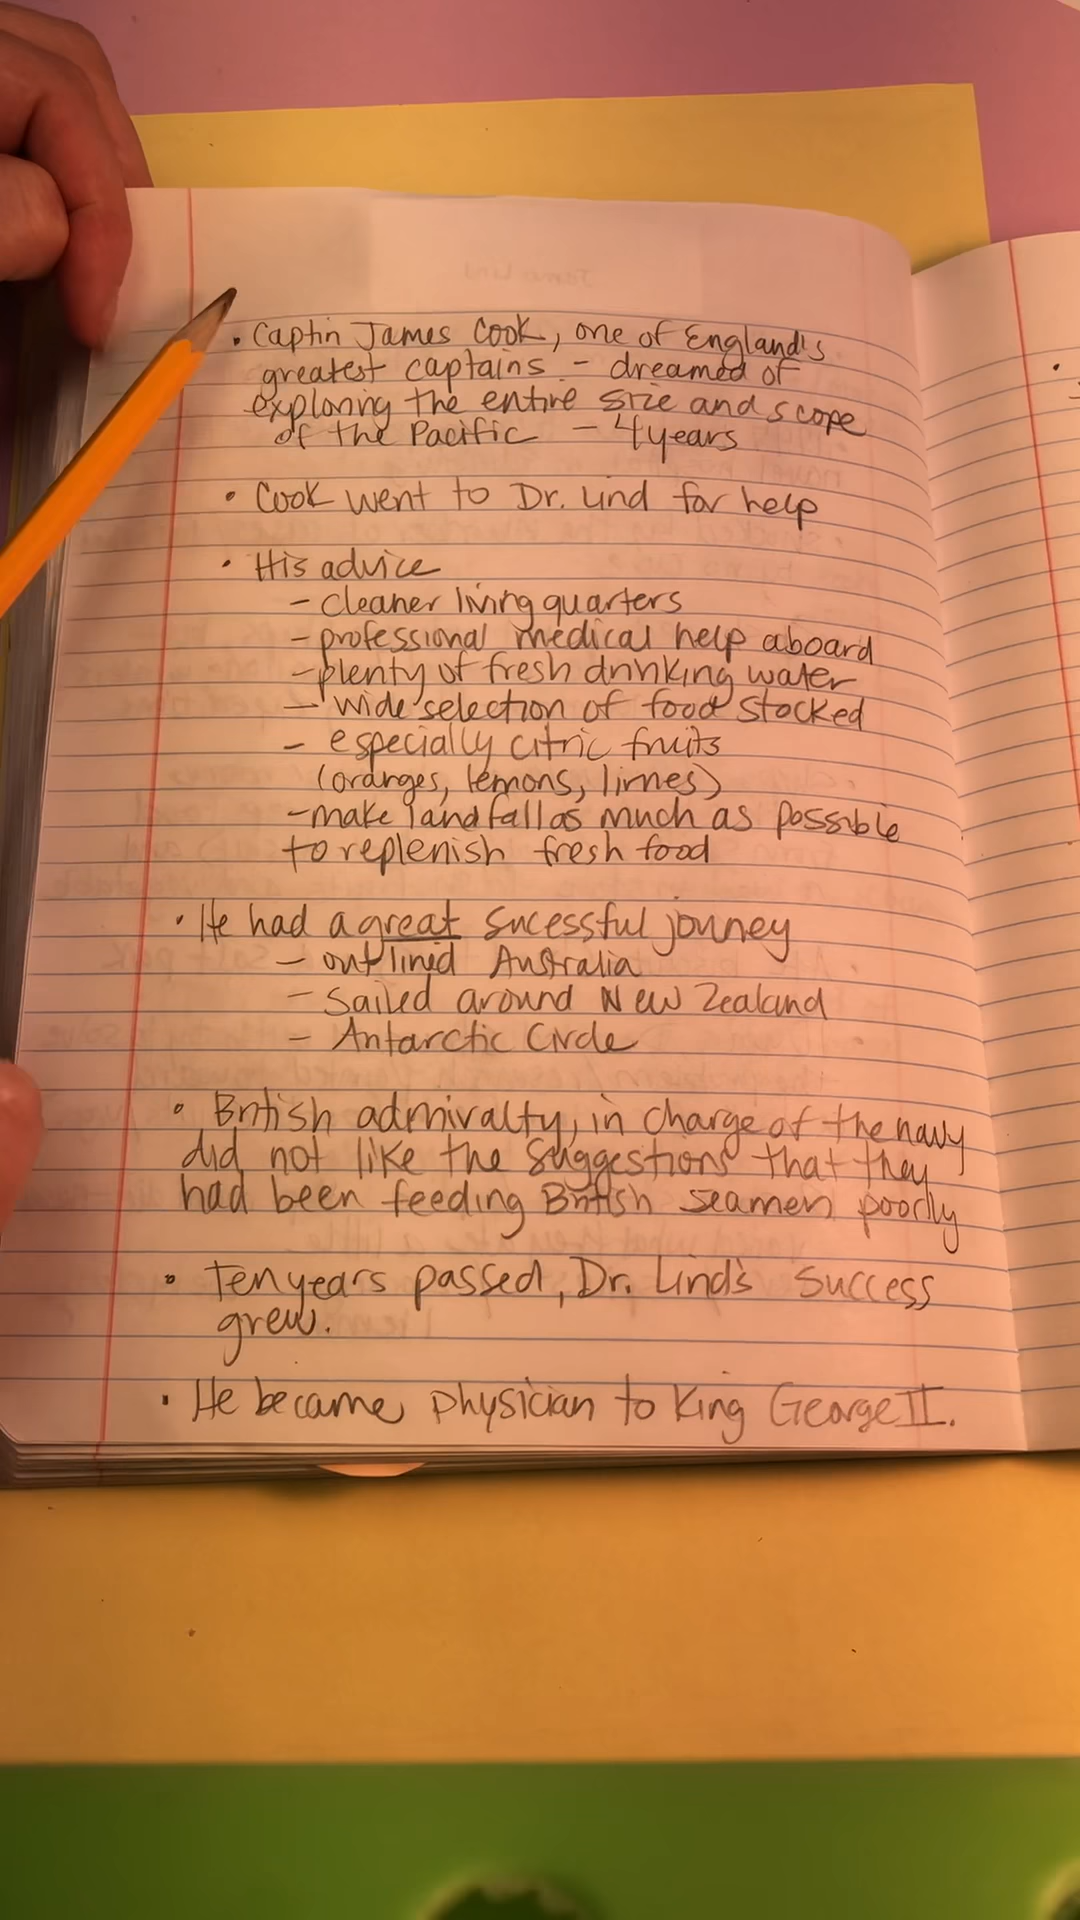 • Captin James Cook, one of England's
greatest captains - dreamed of
exploring the entire size and scope
of the Pacific - 4 years
• Cook went to Dr. Lind for help
• His advice
- cleaner living quarters
- professional medical help aboard
- plenty of fresh drinking water
- wide selection of food stocked
- especially citric fruits
(oranges, lemons, limes)
- make landfall as much as possible
to replenish fresh food
• He had a great sucessful jouney
- outlined Australia
- Sailed around New Zealand
- Antarctic Circle
• British admiralty, in charge of the navy
did not like the suggestions that they
had been feeding British seamen poorly
• Ten years passed, Dr. Lind's success
grew.
• He became physician to King George II.